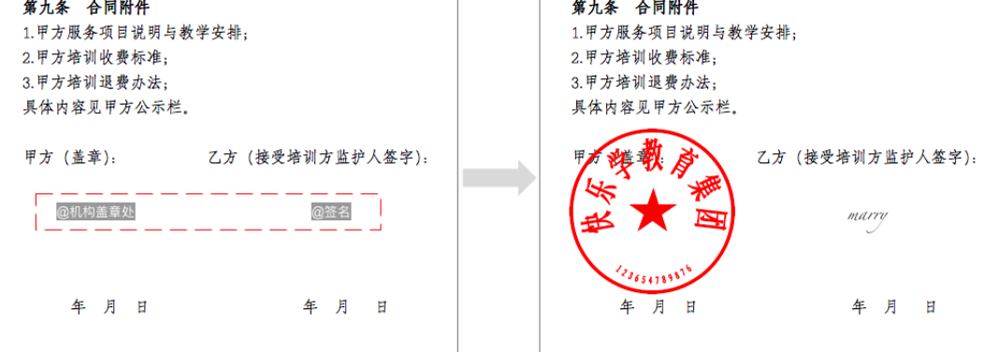 第九条 合同附件
1.甲方服务项目说明与教学安排;
2.甲方培训收费标准;
3.甲方培训退费办法;
具体内容见甲方公示栏。
甲方（盖章）: 乙方（接受培训方监护人签字）:
@机构盖章处 @签名
年 月 日 年 月 日
第九条 合同附件
1.甲方服务项目说明与教学安排;
2.甲方培训收费标准;
3.甲方培训退费办法;
具体内容见甲方公示栏。
甲方（盖章）: 乙方（接受培训方监护人签字）:
快乐学教育集团
123654789876
marry
年 月 日 年 月 日